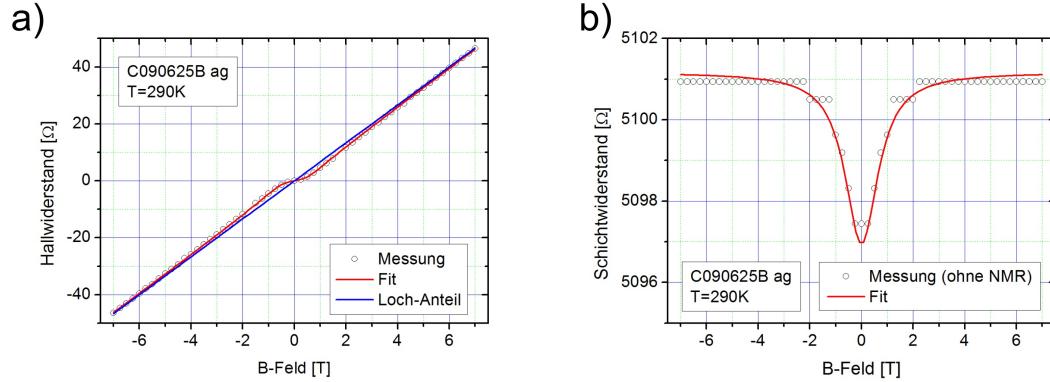 a)
Hallwiderstand [Ω]
40
20
0
-20
-40
C090625B ag
T=290K
Messung
Fit
Loch-Anteil
-6 -4 -2 0 2 4 6
B-Feld [T]
b)
Schichtwiderstand [Ω]
5102
5100
5098
5096
C090625B ag
T=290K
Messung (ohne NMR)
Fit
-6 -4 -2 0 2 4 6
B-Feld [T]